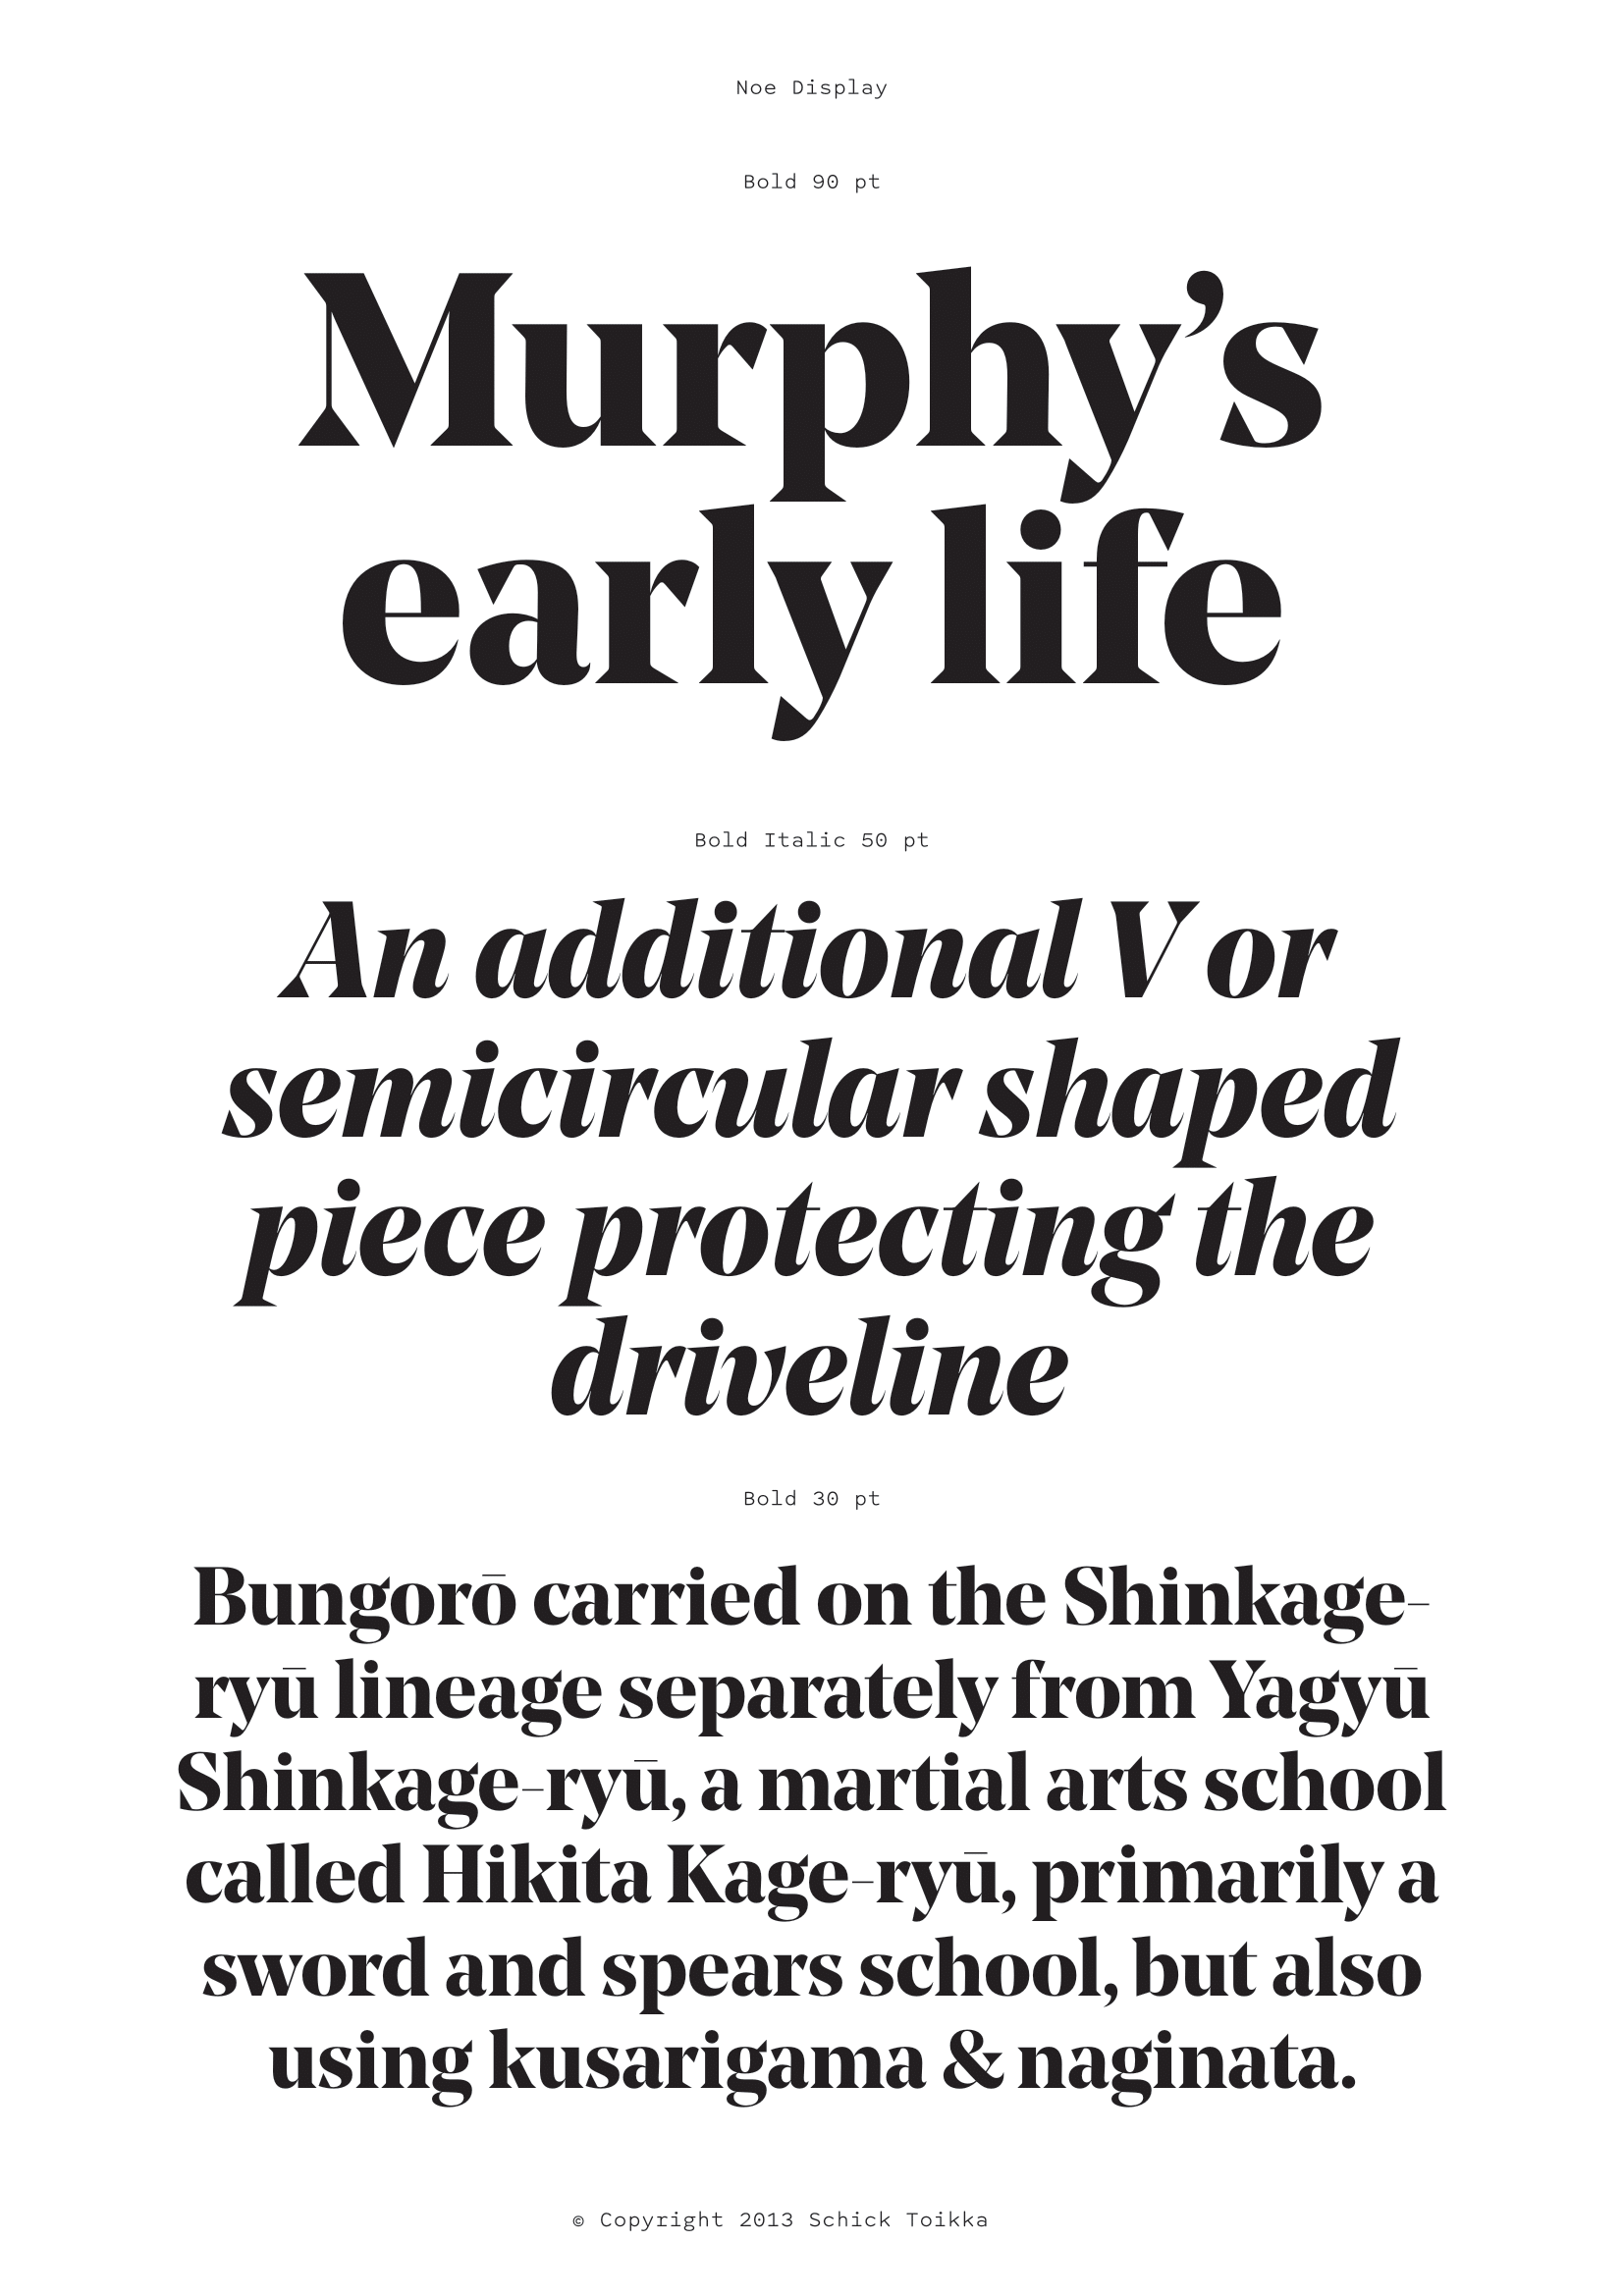 Noe Display
Bold 90 pt
Murphy’s
early life
Bold Italic 50 pt
An additional V or
semicircular shaped
piece protecting the
driveline
Bold 30 pt
Bungorō carried on the Shinkage-
ryū lineage separately from Yagyū
Shinkage-ryū, a martial arts school
called Hikita Kage-ryū, primarily a
sword and spears school, but also
using kusarigama & naginata.
© Copyright 2013 Schick Toikka